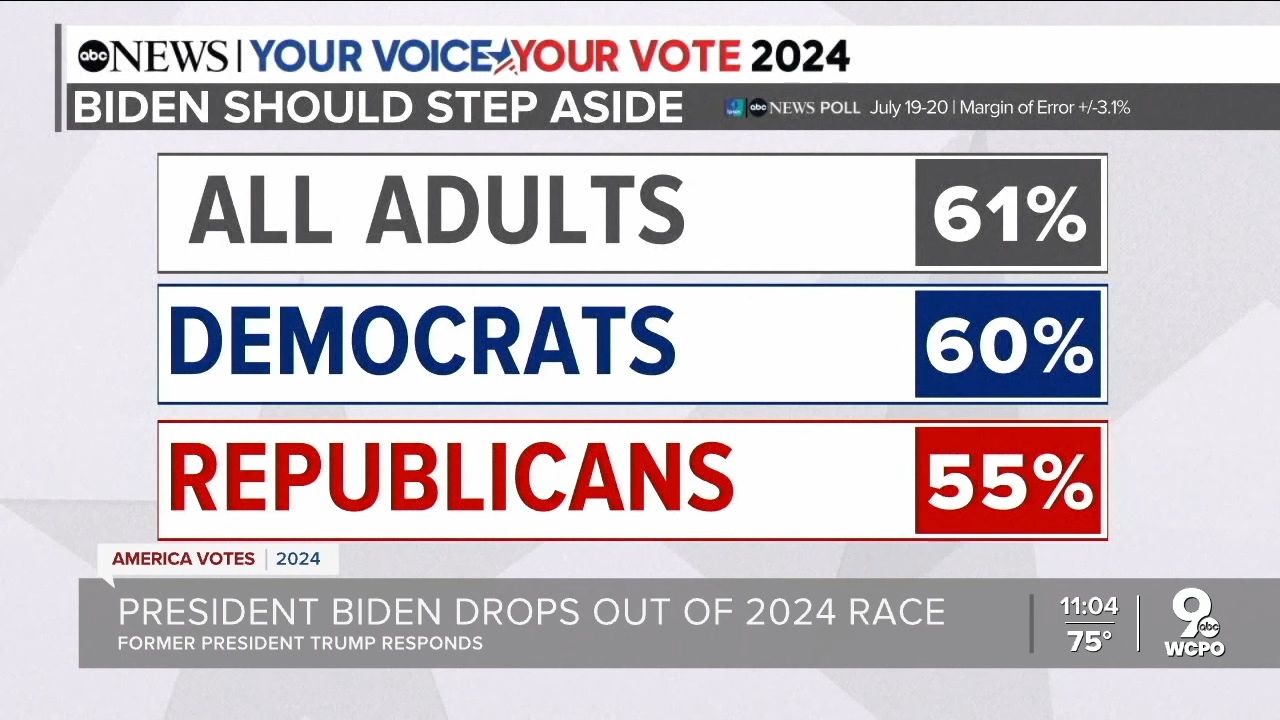 abc NEWS | YOUR VOICE YOUR VOTE 2024
BIDEN SHOULD STEP ASIDE
abc NEWS POLL July 19-20 | Margin of Error +/-3.1%
ALL ADULTS 61%
DEMOCRATS 60%
REPUBLICANS 55%
AMERICA VOTES | 2024
PRESIDENT BIDEN DROPS OUT OF 2024 RACE
FORMER PRESIDENT TRUMP RESPONDS
11:04
75°
9 abc
WCPO